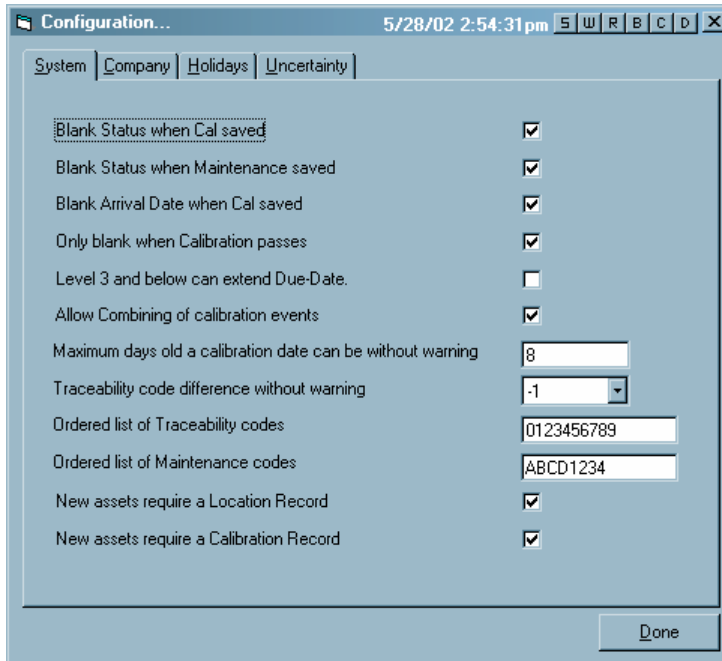 Configuration... 5/28/02 2:54:31pm S W R B C D X
System Company Holidays Uncertainty
Blank Status when Cal saved
Blank Status when Maintenance saved
Blank Arrival Date when Cal saved
Only blank when Calibration passes
Level 3 and below can extend Due-Date.
Allow Combining of calibration events
Maximum days old a calibration date can be without warning 8
Traceability code difference without warning -1
Ordered list of Traceability codes 0123456789
Ordered list of Maintenance codes ABCD1234
New assets require a Location Record
New assets require a Calibration Record
Done